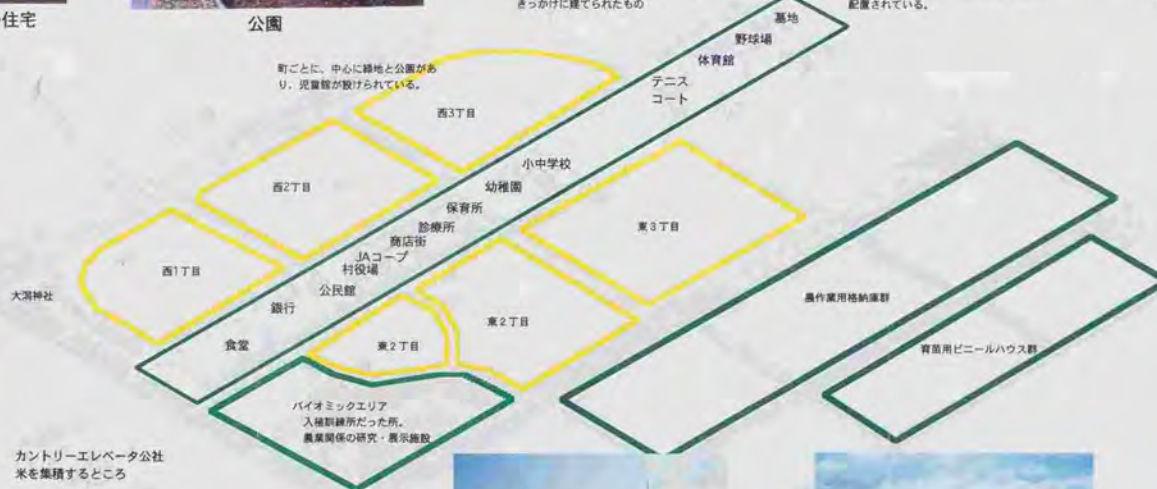 住宅
公園
きっかけに建てられたもの
配置されている。
町ごとに、中心に緑地と公園があ
り、児童館が設けられている。
墓地
野球場
体育館
テニス
コート
小中学校
幼稚園
保育所
診療所
商店街
JAコープ
村役場
公民館
銀行
食堂
西3丁目
西2丁目
西1丁目
東3丁目
東2丁目
東2丁目
大潟神社
農作業用格納庫群
育苗用ビニールハウス群
バイオミックエリア
入植訓練所だった所。
農業関係の研究・展示施設
カントリーエレベータ公社
米を集積するところ